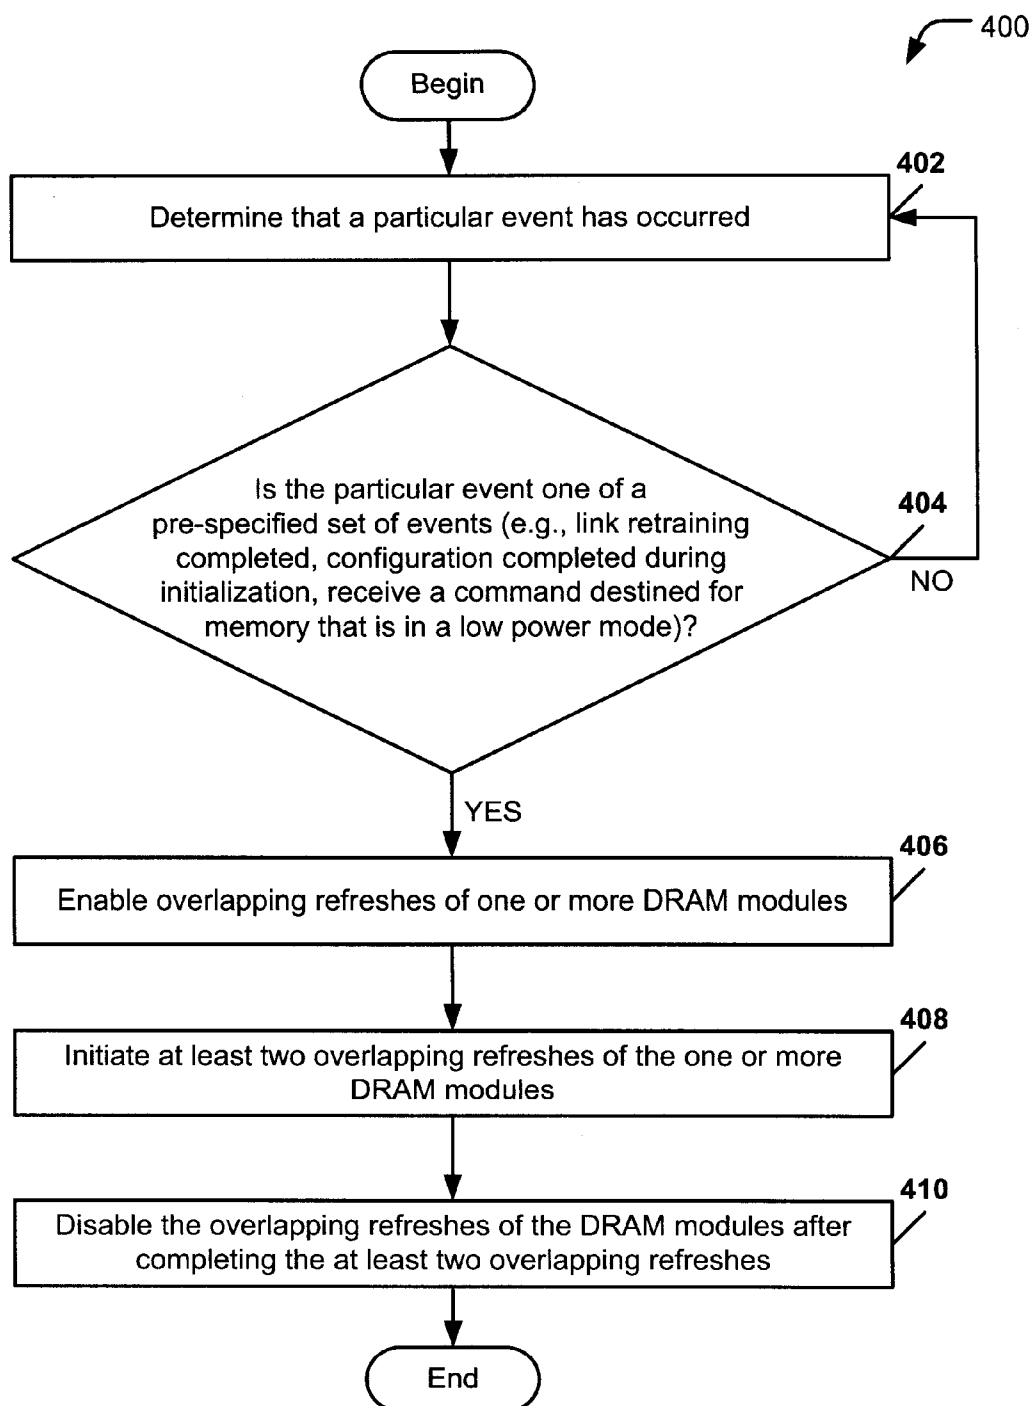 400
Begin
402
Determine that a particular event has occurred
Is the particular event one of a
pre-specified set of events (e.g., link retraining
completed, configuration completed during
initialization, receive a command destined for
memory that is in a low power mode)?
404
NO
YES
406
Enable overlapping refreshes of one or more DRAM modules
408
Initiate at least two overlapping refreshes of the one or more
DRAM modules
410
Disable the overlapping refreshes of the DRAM modules after
completing the at least two overlapping refreshes
End